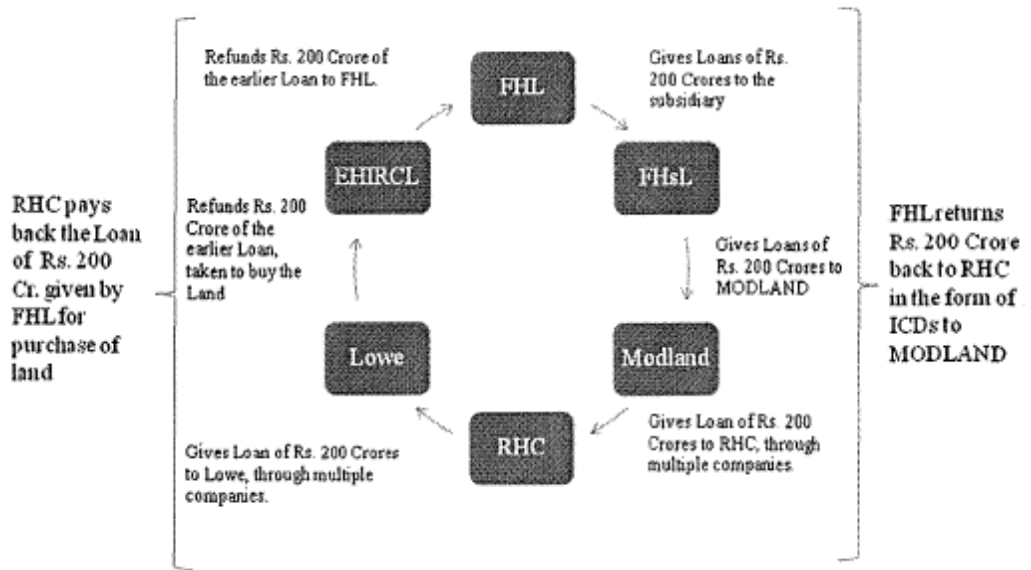 Refunds Rs. 200 Crore of
the earlier Loan to FHL.
FHL
Gives Loans of Rs.
200 Crores to the
subsidiary
EHIRCL
FHsL
RHC pays
back the Loan
of Rs. 200
Cr. given by
FHL for
purchase of
land
Refunds Rs. 200
Crore of the
earlier Loan,
taken to buy the
Land
Gives Loans of
Rs. 200 Crores to
MODLAND
FHL returns
Rs. 200 Crore
back to RHC
in the form of
ICDs to
MODLAND
Lowe
Modland
RHC
Gives Loan of Rs. 200 Crores
to Lowe, through multiple
companies.
Gives Loan of Rs. 200
Crores to RHC, through
multiple companies.